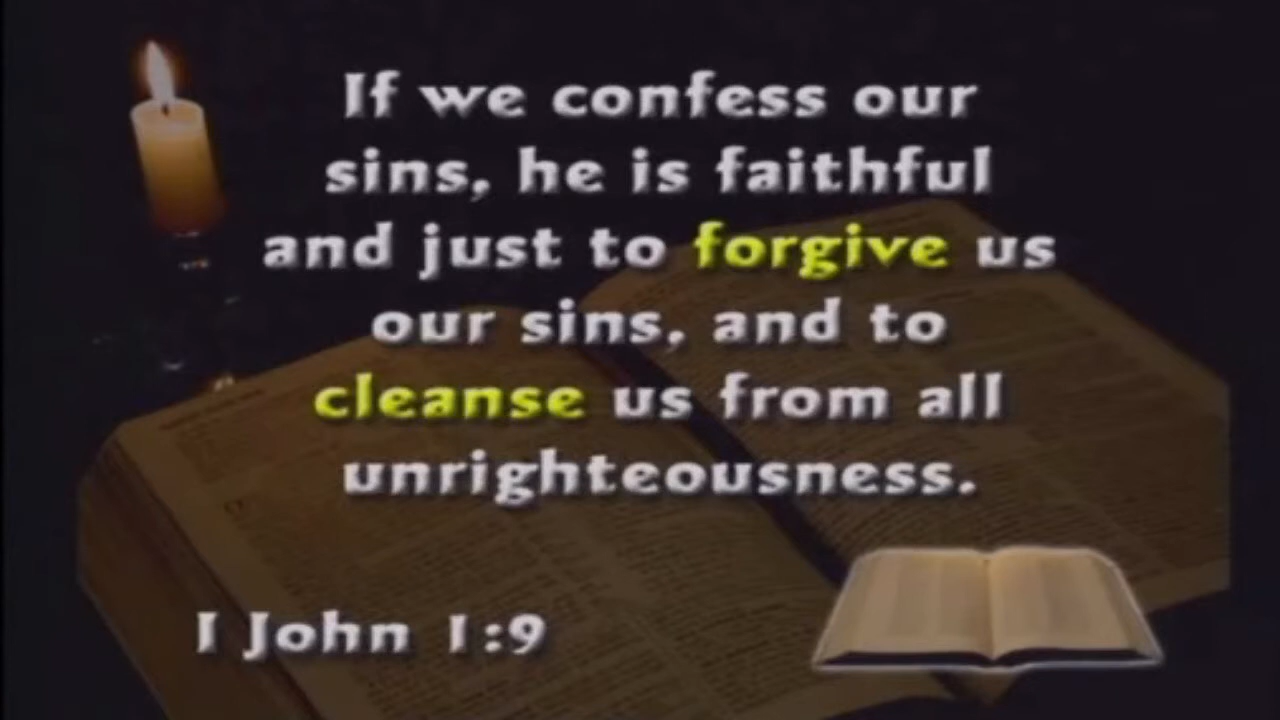 If we confess our
sins, he is faithful
and just to forgive us
our sins, and to
cleanse us from all
unrighteousness.
I John 1:9